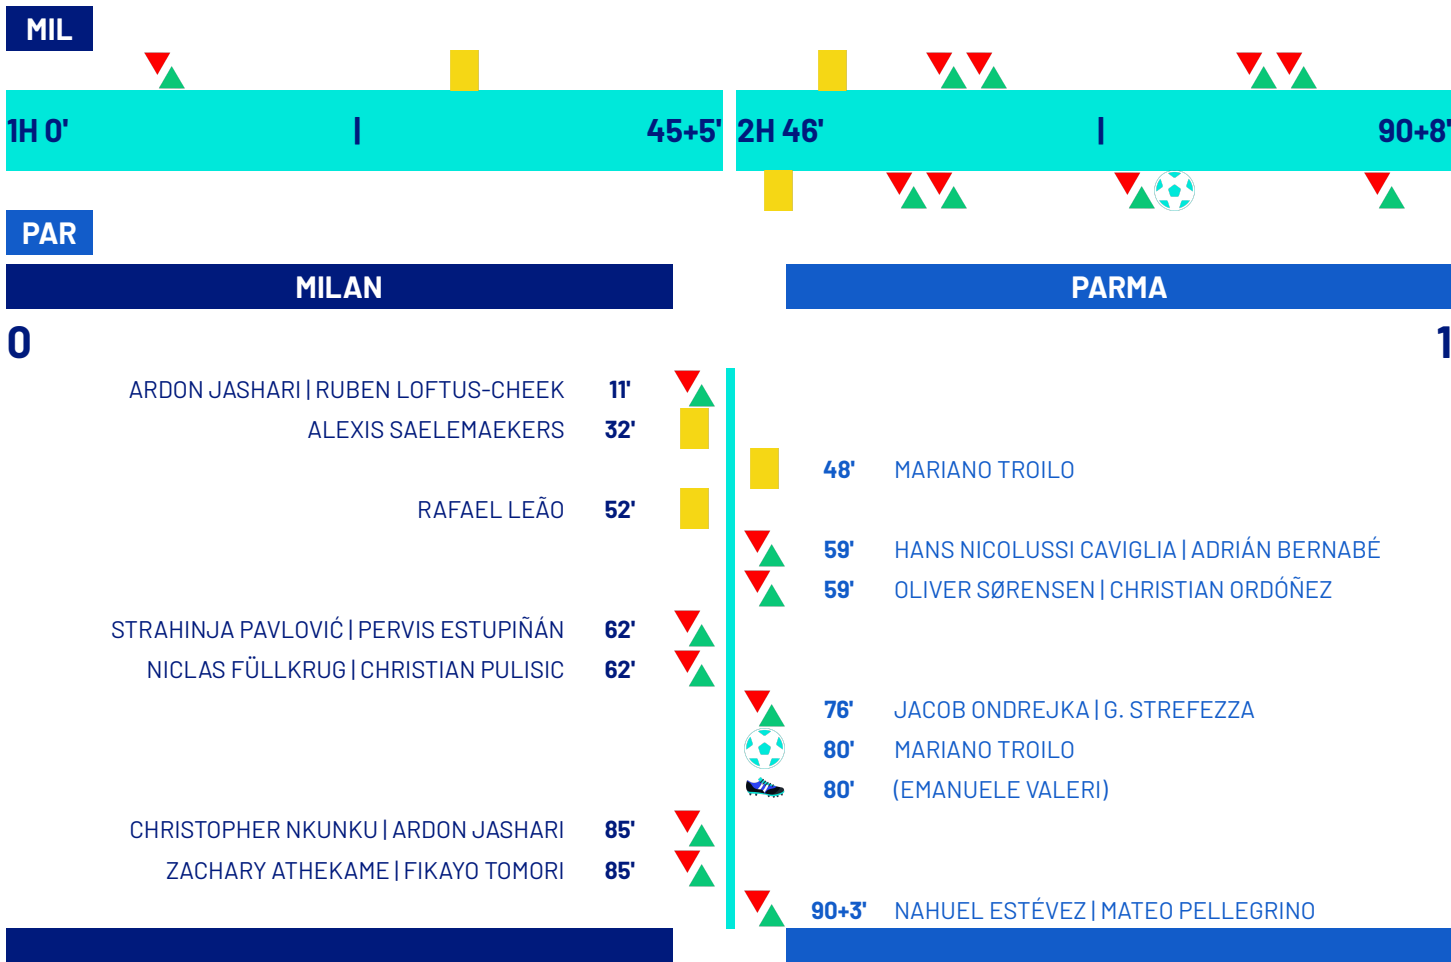 MIL
1H 0' | 45+5' 2H 46' | 90+8'
PAR
MILAN PARMA
0 1
ARDON JASHARI | RUBEN LOFTUS-CHEEK 11'
ALEXIS SAELEMAEKERS 32'
48' MARIANO TROILO
RAFAEL LEÃO 52'
59' HANS NICOLUSSI CAVIGLIA | ADRIÁN BERNABÉ
59' OLIVER SØRENSEN | CHRISTIAN ORDÓÑEZ
STRAHINJA PAVLOVIĆ | PERVIS ESTUPIÑÁN 62'
NICLAS FÜLLKRUG | CHRISTIAN PULISIC 62'
76' JACOB ONDREJKA | G. STREFEZZA
80' MARIANO TROILO
80' (EMANUELE VALERI)
CHRISTOPHER NKUNKU | ARDON JASHARI 85'
ZACHARY ATHEKAME | FIKAYO TOMORI 85'
90+3' NAHUEL ESTÉVEZ | MATEO PELLEGRINO